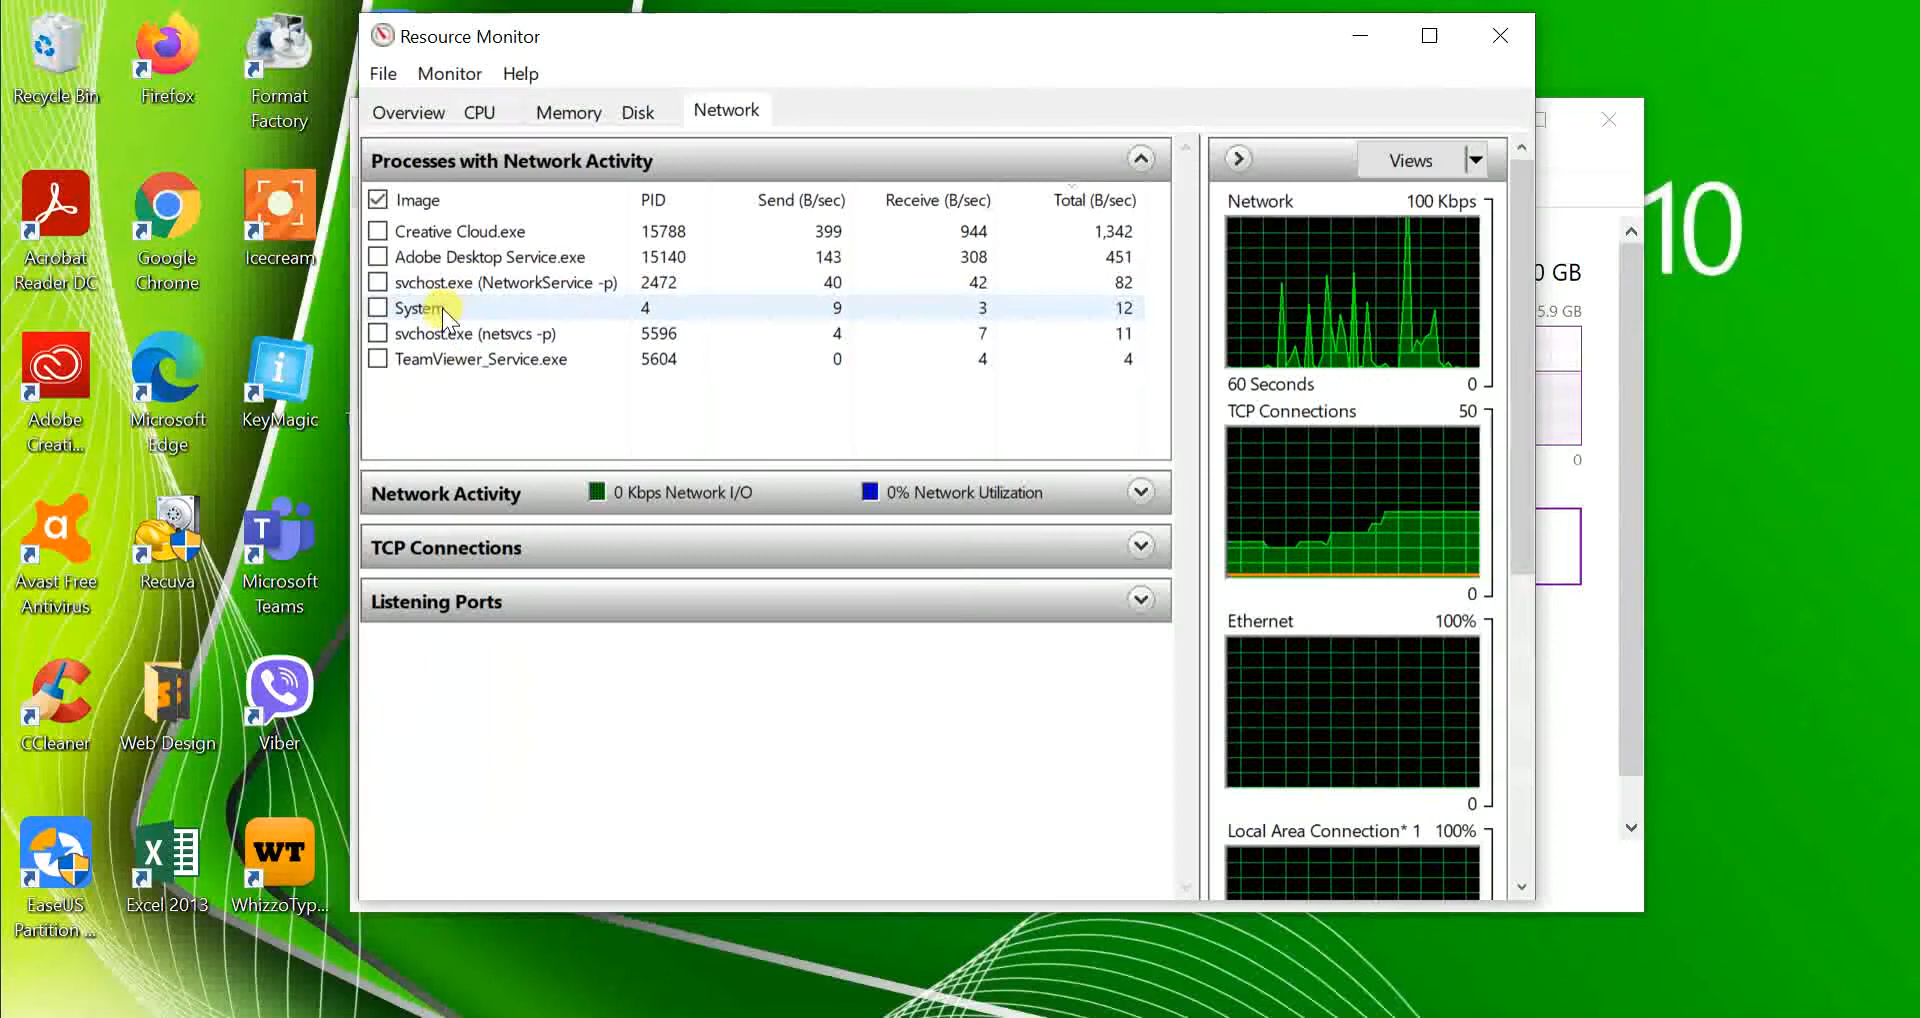 Recycle Bin
Firefox
Format
Factory
Acrobat
Reader DC
Google
Chrome
Icecream
Adobe
Creati...
Microsoft
Edge
KeyMagic
Avast Free
Antivirus
Recuva
Microsoft
Teams
CCleaner
Web Design
Viber
EaseUS
Partition ...
Excel 2013
WhizzoTyp...
Resource Monitor
File Monitor Help
Overview CPU Memory Disk Network
Processes with Network Activity
Image PID Send (B/sec) Receive (B/sec) Total (B/sec)
Creative Cloud.exe 15788 399 944 1,342
Adobe Desktop Service.exe 15140 143 308 451
svchost.exe (NetworkService -p) 2472 40 42 82
System 4 9 3 12
svchost.exe (netsvcs -p) 5596 4 7 11
TeamViewer_Service.exe 5604 0 4 4
Network Activity 0 Kbps Network I/O 0% Network Utilization
TCP Connections
Listening Ports
Views
Network 100 Kbps
60 Seconds 0
TCP Connections 50
0
Ethernet 100%
0
Local Area Connection* 1 100%
GB
5.9 GB
0
10